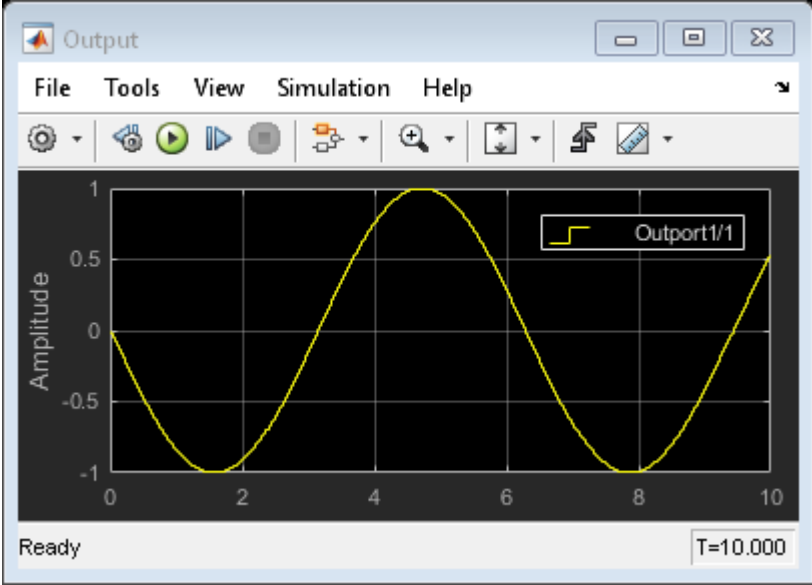 Output
File Tools View Simulation Help
1
0.5
0
-0.5
-1
Amplitude
Outport1/1
0 2 4 6 8 10
Ready T=10.000